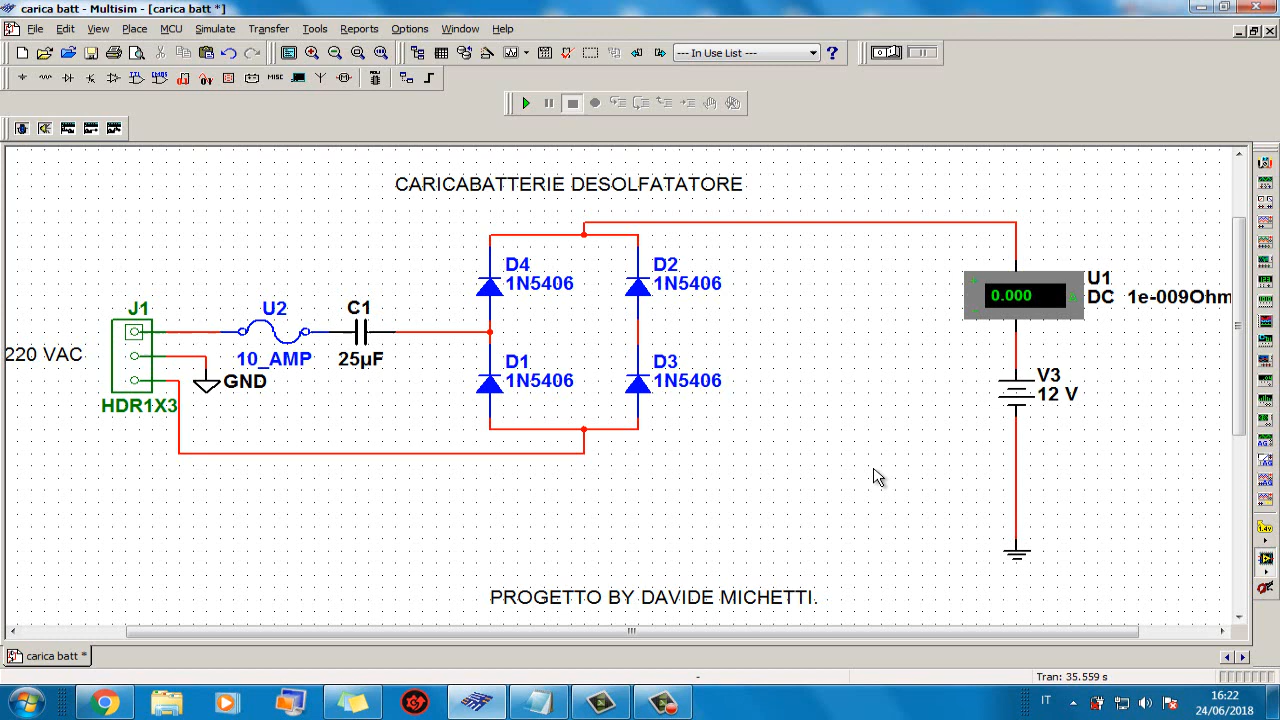 carica batt - Multisim - [carica batt *]
File Edit View Place MCU Simulate Transfer Tools Reports Options Window Help
--- In Use List ---
CARICABATTERIE DESOLFATATORE
D4
1N5406
D2
1N5406
U1
DC 1e-009Ohm
0.000
J1
U2
C1
220 VAC
10_AMP
25µF
D1
1N5406
D3
1N5406
V3
12 V
GND
HDR1X3
PROGETTO BY DAVIDE MICHETTI.
carica batt *
Tran: 35.559 s
IT
16:22
24/06/2018